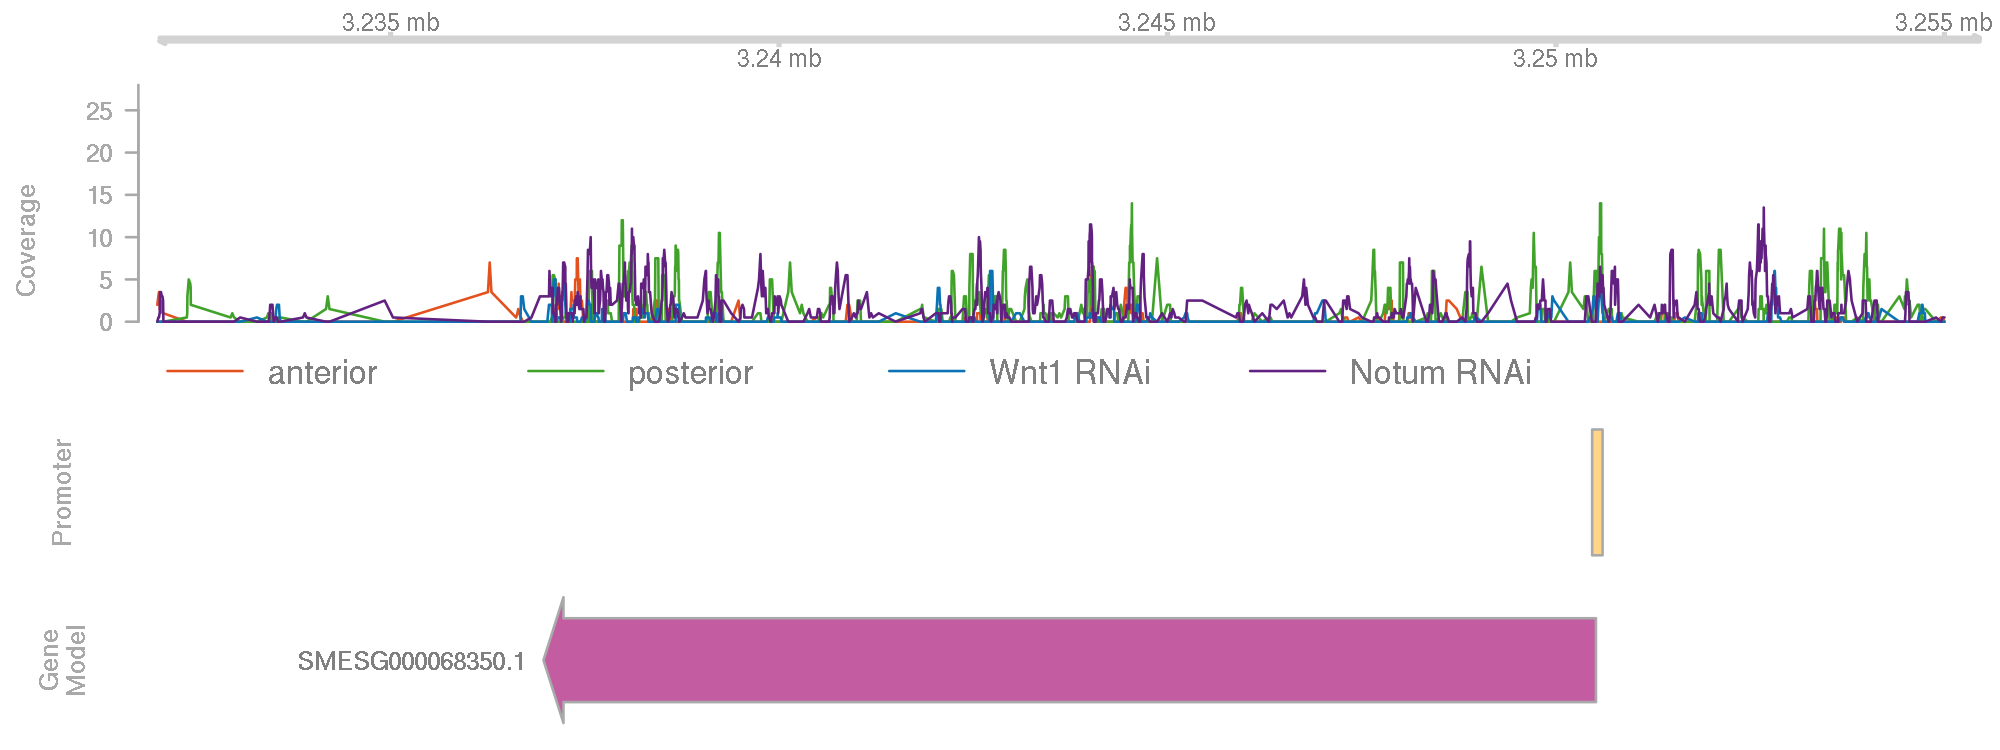 3.235 mb 3.245 mb 3.255 mb
3.24 mb 3.25 mb
Coverage
25
20
15
10
5
0
anterior posterior Wnt1 RNAi Notum RNAi
Promoter
Gene
Model
SMESG000068350.1